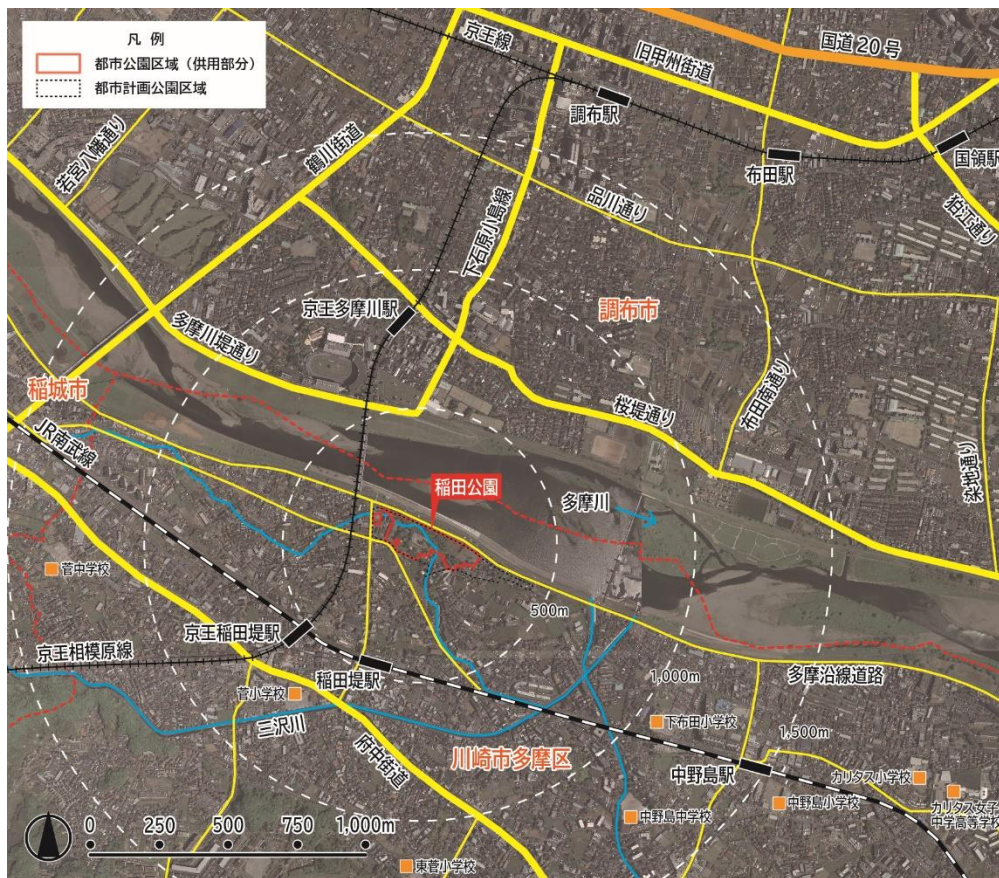 凡 例
都市公園区域（供用部分）
都市計画公園区域
京王線
国道 20 号
旧甲州街道
調布駅
布田駅
国領駅
若宮八幡通り
鶴川街道
品川通り
狛江通り
下石原小島線
京王多摩川駅
調布市
多摩川堤通り
稲城市
布田南通り
桜堤通り
JR南武線
染地通り
稲田公園
多摩川
菅中学校
500m
京王稲田堤駅
京王相模原線
稲田堤駅
1,000m
多摩沿線道路
菅小学校
下布田小学校
三沢川
1,500m
府中街道
川崎市多摩区
中野島駅
カリタス小学校
中野島小学校
カリタス女子
中学高等学校
中野島中学校
0 250 500 750 1,000m
東菅小学校